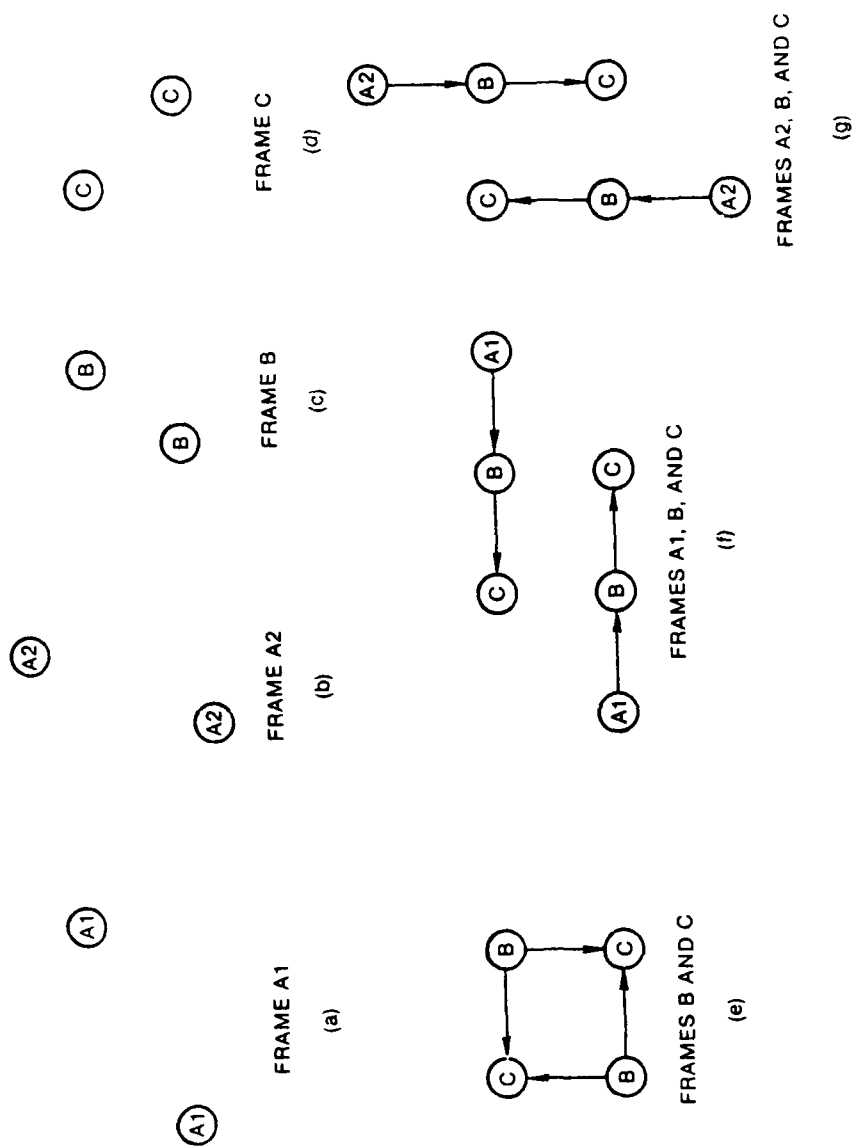 A1
A1
FRAME A1
(a)
A2
A2
FRAME A2
(b)
B
B
FRAME B
(c)
C
C
FRAME C
(d)
C B
B C
FRAMES B AND C
(e)
C B A1
A1 B C
FRAMES A1, B, AND C
(f)
A2
C B
B C
A2
FRAMES A2, B, AND C
(g)